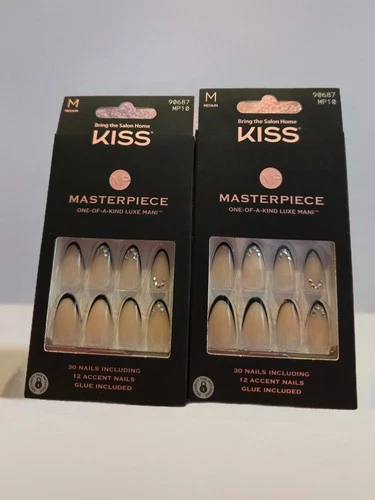 M
MEDIUM
90687
MP10
Bring the Salon Home
KISS
MASTERPIECE
ONE-OF-A-KIND LUXE MANI™
30 NAILS INCLUDING
12 ACCENT NAILS
GLUE INCLUDED
M
MEDIUM
90687
MP10
Bring the Salon Home
KISS
MASTERPIECE
ONE-OF-A-KIND LUXE MANI™
30 NAILS INCLUDING
12 ACCENT NAILS
GLUE INCLUDED